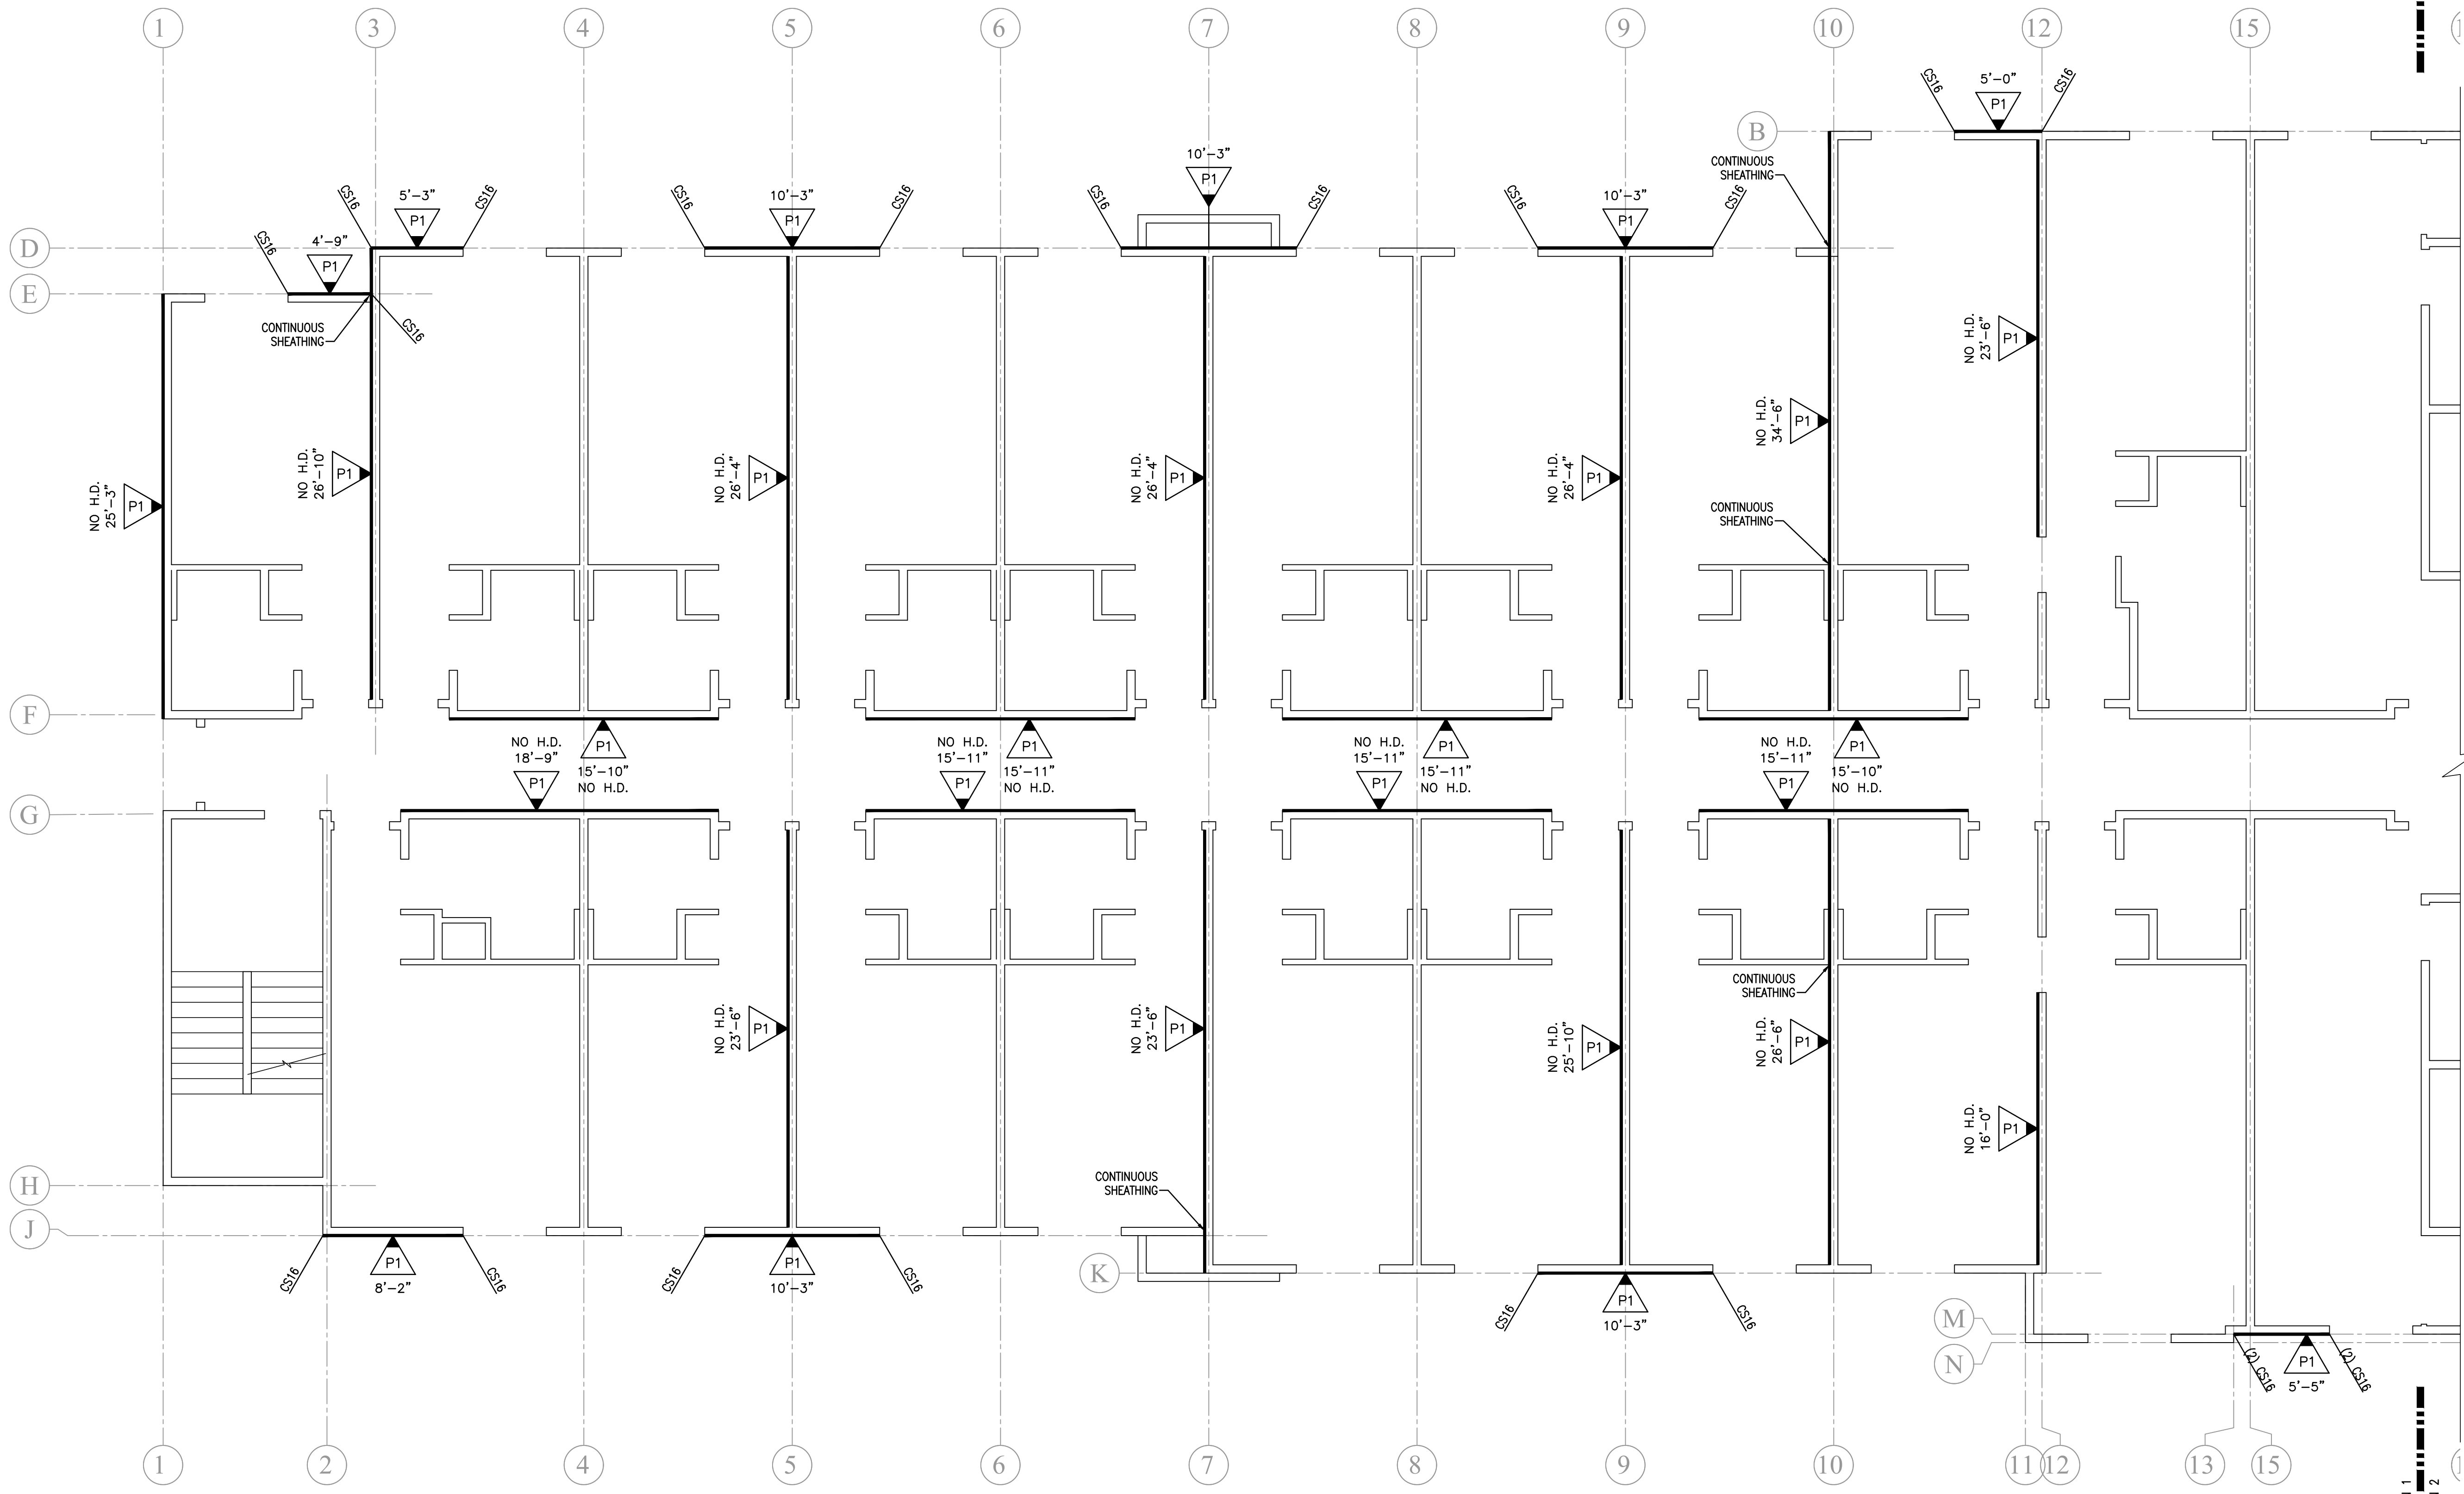 1
3
4
5
6
7
8
9
10
12
15
5'-0"
CS16
P1
CS16
B
10'-3"
P1
CONTINUOUS
SHEATHING
CS16
5'-3"
P1
CS16
CS16
10'-3"
P1
CS16
CS16
CS16
CS16
10'-3"
P1
CS16
D
CS16
4'-9"
P1
E
CONTINUOUS
SHEATHING
CS16
NO H.D.
23'-6"
P1
NO H.D.
34'-6"
P1
NO H.D.
25'-3"
P1
NO H.D.
26'-10"
P1
NO H.D.
26'-4"
P1
NO H.D.
26'-4"
P1
NO H.D.
26'-4"
P1
CONTINUOUS
SHEATHING
F
NO H.D.
18'-9"
P1
P1
15'-10"
NO H.D.
NO H.D.
15'-11"
P1
P1
15'-11"
NO H.D.
NO H.D.
15'-11"
P1
P1
15'-11"
NO H.D.
NO H.D.
15'-11"
P1
P1
15'-10"
NO H.D.
G
CONTINUOUS
SHEATHING
NO H.D.
23'-6"
P1
NO H.D.
23'-6"
P1
NO H.D.
25'-10"
P1
NO H.D.
26'-6"
P1
NO H.D.
16'-0"
P1
H
CONTINUOUS
SHEATHING
J
CS16
P1
8'-2"
CS16
CS16
P1
10'-3"
CS16
K
CS16
P1
10'-3"
CS16
M
N
(2) CS16
P1
5'-5"
(2) CS16
1
2
4
5
6
7
8
9
10
11
12
13
15
1
2